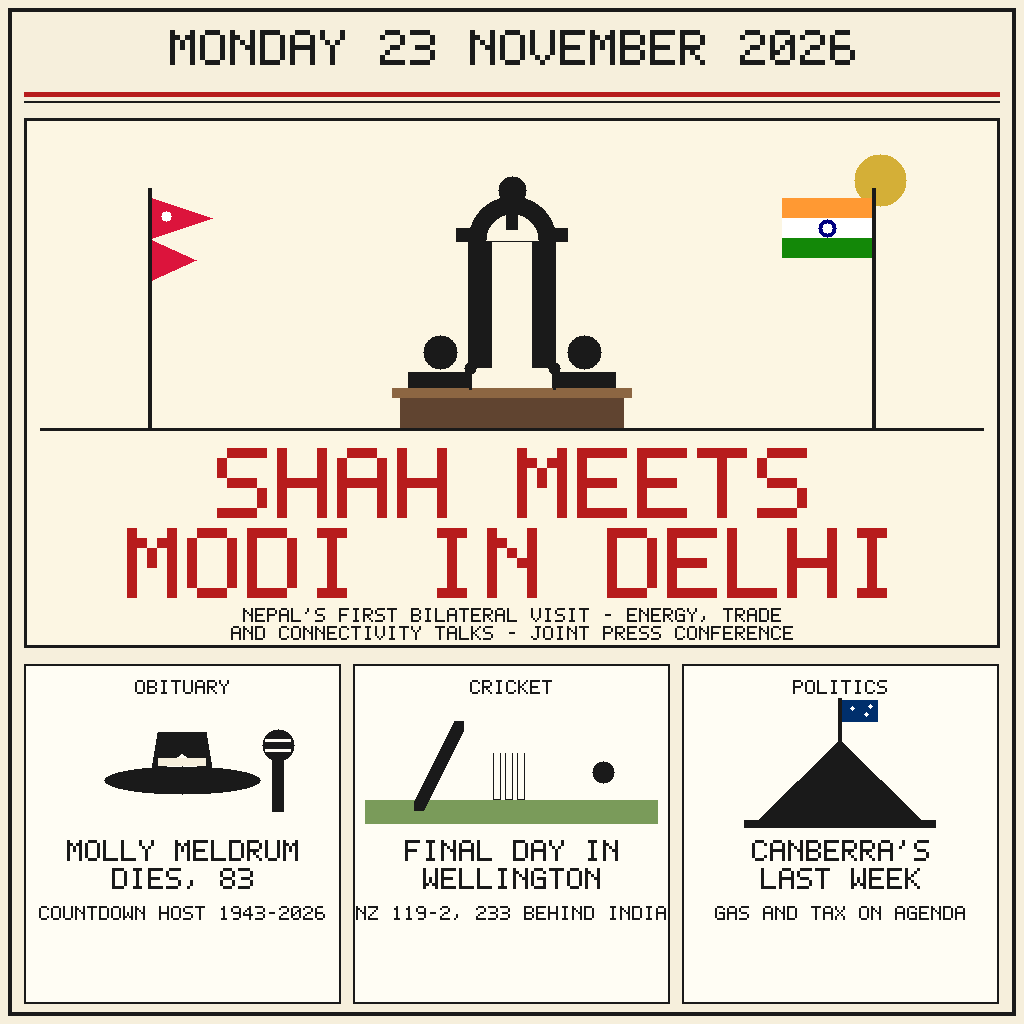 MONDAY 23 NOVEMBER 2026
SHAH MEETS
MODI IN DELHI
NEPAL'S FIRST BILATERAL VISIT - ENERGY, TRADE
AND CONNECTIVITY TALKS - JOINT PRESS CONFERENCE
OBITUARY
MOLLY MELDRUM
DIES, 83
COUNTDOWN HOST 1943-2026
CRICKET
FINAL DAY IN
WELLINGTON
NZ 119-2, 233 BEHIND INDIA
POLITICS
CANBERRA'S
LAST WEEK
GAS AND TAX ON AGENDA